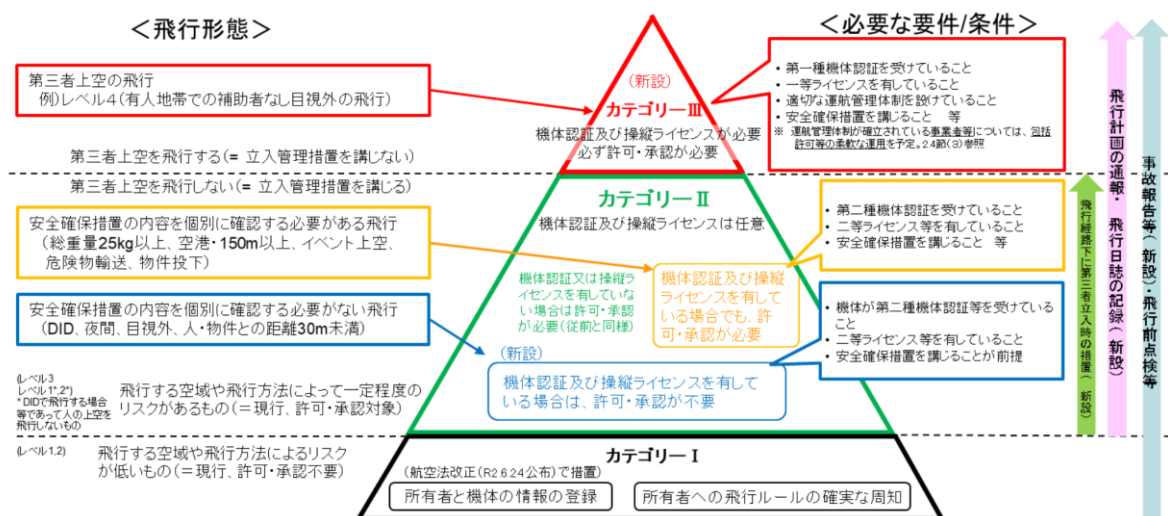 ＜飛行形態＞
＜必要な要件/条件＞
第三者上空の飛行
例）レベル４（有人地帯での補助者なし目視外の飛行）
第三者上空を飛行する（＝ 立入管理措置を講じない）
第三者上空を飛行しない（＝ 立入管理措置を講じる）
安全確保措置の内容を個別に確認する必要がある飛行
（総重量25kg以上、空港・150m以上、イベント上空、
危険物輸送、物件投下）
安全確保措置の内容を個別に確認する必要がない飛行
（DID、夜間、目視外、人・物件との距離30m未満）
(レベル3
レベル1*,2*)
* DIDで飛行する場合
等であって人の上空を
飛行しないもの
飛行する空域や飛行方法によって一定程度の
リスクがあるもの（＝現行、許可・承認対象）
(レベル1,2)
飛行する空域や飛行方法によるリスク
が低いもの（＝現行、許可・承認不要）
（新設）
カテゴリーⅢ
機体認証及び操縦ライセンスが必要
必ず許可・承認が必要
カテゴリーⅡ
機体認証及び操縦ライセンスは任意
機体認証又は操縦ラ
イセンスを有していな
い場合は許可・承認
が必要（従前と同様）
機体認証及び操縦
ライセンスを有して
いる場合でも、許
可・承認が必要
（新設）
機体認証及び操縦ライセンスを有して
いる場合は、許可・承認が不要
カテゴリーⅠ
（航空法改正（R2.6.24公布）で措置）
所有者と機体の情報の登録
所有者への飛行ルールの確実な周知
・ 第一種機体認証を受けていること
・ 一等ライセンスを有していること
・ 適切な運航管理体制を設けていること
・ 安全確保措置を講じること 等
※ 運航管理体制が確立されている事業者等については、包括
許可等の柔軟な運用を予定。2.4節（3）参照
・ 第二種機体認証を受けていること
・ 二等ライセンス等を有していること
・ 安全確保措置を講じること 等
・ 機体が第二種機体認証等を受けている
こと
・ 二等ライセンス等を有していること
・ 安全確保措置を講じることが前提
飛行経路下に第三者立入時の措置（新設）
飛行計画の通報・飛行日誌の記録（新設）
事故報告等（新設）・飛行前点検等